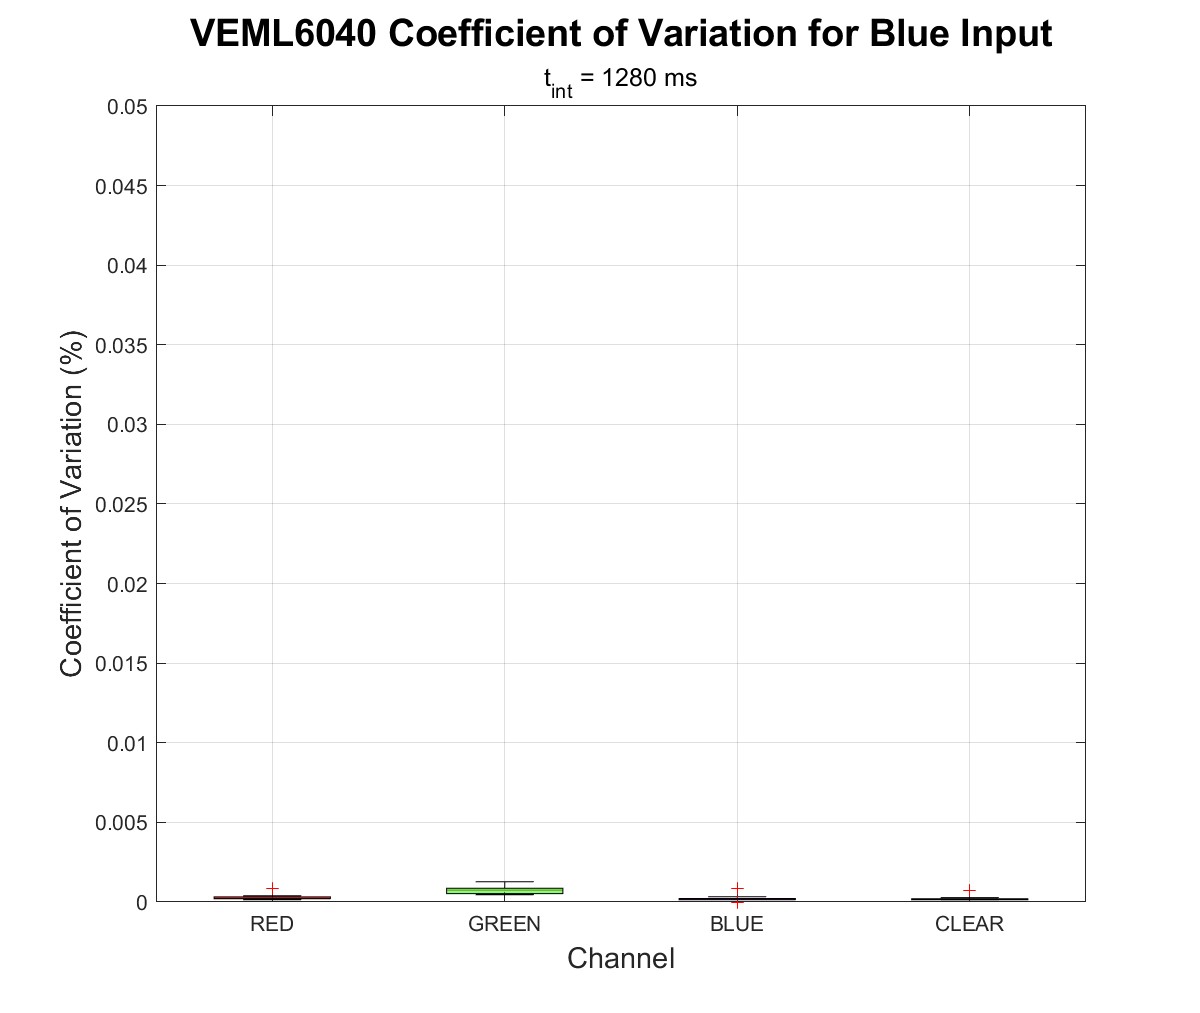 VEML6040 Coefficient of Variation for Blue Input
t_int = 1280 ms
0.05
0.045
0.04
0.035
0.03
0.025
0.02
0.015
0.01
0.005
0
Coefficient of Variation (%)
RED GREEN BLUE CLEAR
Channel